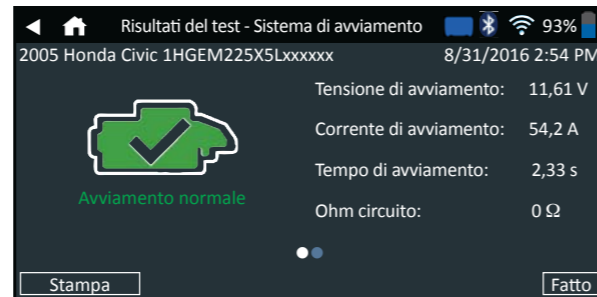 Risultati del test - Sistema di avviamento 93%
2005 Honda Civic 1HGEM225X5Lxxxxxx 8/31/2016 2:54 PM
Tensione di avviamento: 11,61 V
Corrente di avviamento: 54,2 A
Tempo di avviamento: 2,33 s
Avviamento normale
Ohm circuito: 0 Ω
Stampa Fatto